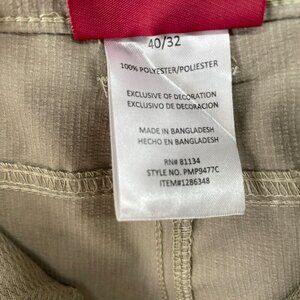 40/32
100% POLYESTER/POLIESTER
EXCLUSIVE OF DECORATION
EXCLUSIVO DE DECORACION
MADE IN BANGLADESH
HECHO EN BANGLADESH
RN# 81134
STYLE NO. PMP9477C
ITEM#1286348